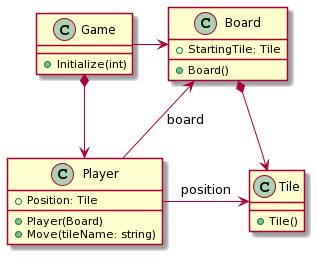 C Game
+ Initialize(int)
C Board
StartingTile: Tile
Board()
board
C Player
Position: Tile
Player(Board)
Move(tileName: string)
position
C Tile
Tile()